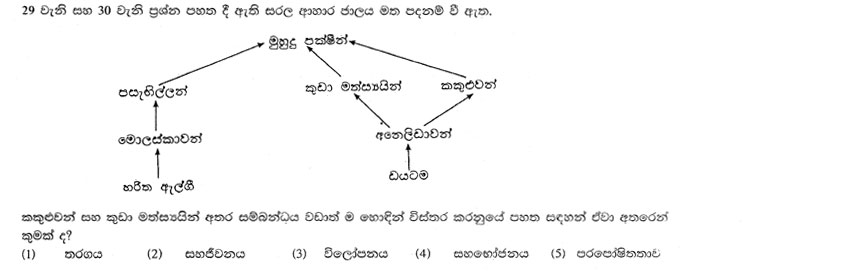 29 වැනි සහ 30 වැනි ප්‍රශ්න පහත දී ඇති සරල ආහාර ජාලය මත පදනම් වී ඇත.
මුහුදු පක්ෂීන්
පසැඟිල්ලන් කුඩා මත්ස්‍යයින් කකුළුවන්
මොලස්කාවන් ඇනෙලිඩාවන්
හරිත ඇල්ගී ඩයටම
කකුළුවන් සහ කුඩා මත්ස්‍යයින් අතර සම්බන්ධය වඩාත් ම හොඳින් විස්තර කරනුයේ පහත සඳහන් ඒවා අතරෙන්
කුමක් ද?
(1) තරගය (2) සහජීවනය (3) විලෝපනය (4) සහභෝජනය (5) පරපෝෂිතතාව